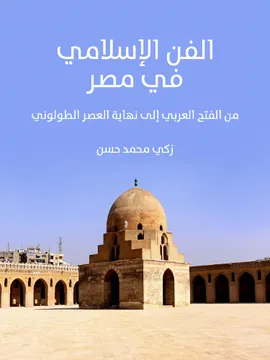 الفن الإسلامي
في مصر
من الفتح العربي إلى نهاية العصر الطولوني
زكي محمد حسن